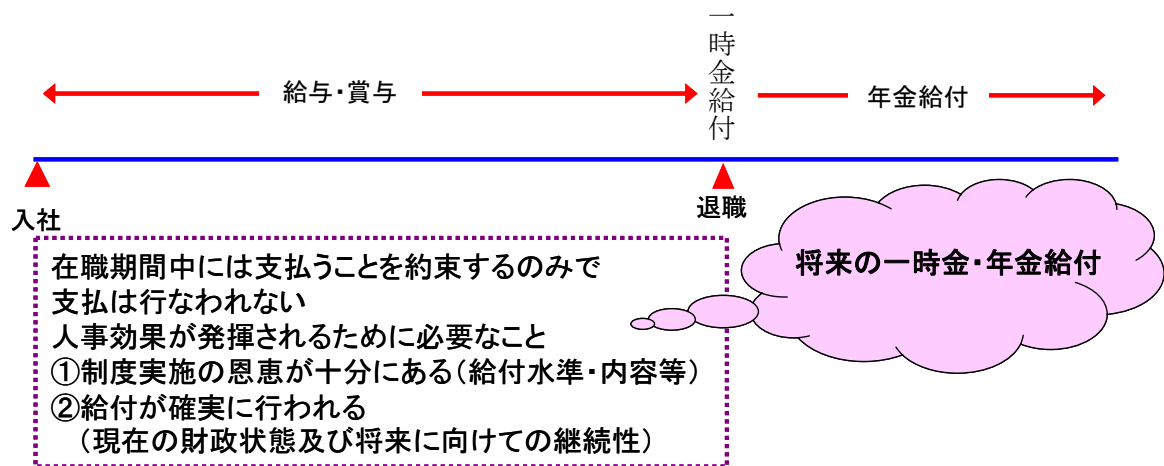 一時金給付
給与・賞与
年金給付
入社
退職
在職期間中には支払うことを約束するのみで
支払は行なわれない
人事効果が発揮されるために必要なこと
①制度実施の恩恵が十分にある（給付水準・内容等）
②給付が確実に行われる
（現在の財政状態及び将来に向けての継続性）
将来の一時金・年金給付